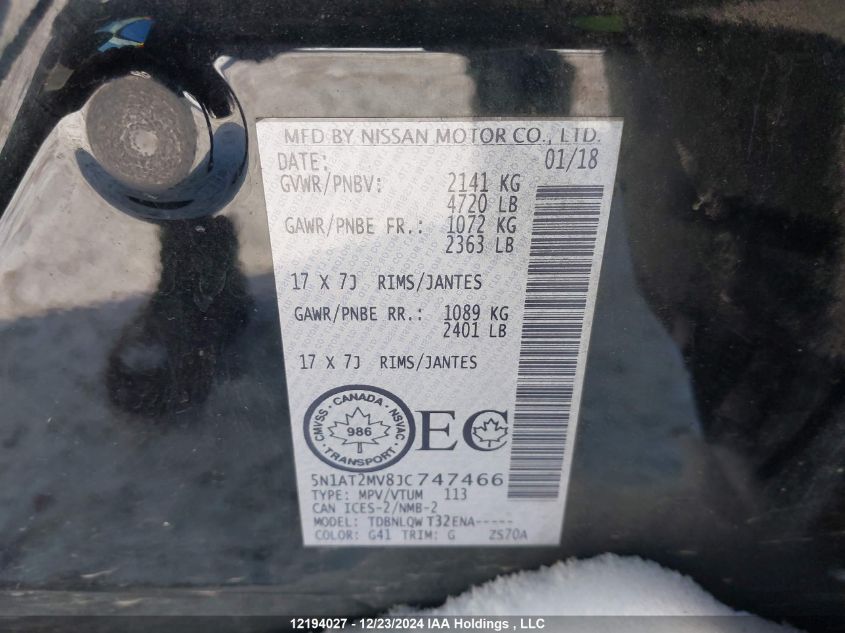 MFD BY NISSAN MOTOR CO., LTD.
DATE: 01/18
GVWR/PNBV: 2141 KG
4720 LB
GAWR/PNBE FR.: 1072 KG
2363 LB
17 X 7J RIMS/JANTES
GAWR/PNBE RR.: 1089 KG
2401 LB
17 X 7J RIMS/JANTES
CMVSS · CANADA · NSVAC
986
TRANSPORT
EC
5N1AT2MV8JC747466
TYPE: MPV/VTUM 113
CAN ICES-2/NMB-2
MODEL: TDBNLQW T32ENA-----
COLOR: G41 TRIM: G ZS70A
12194027 - 12/23/2024 IAA Holdings , LLC